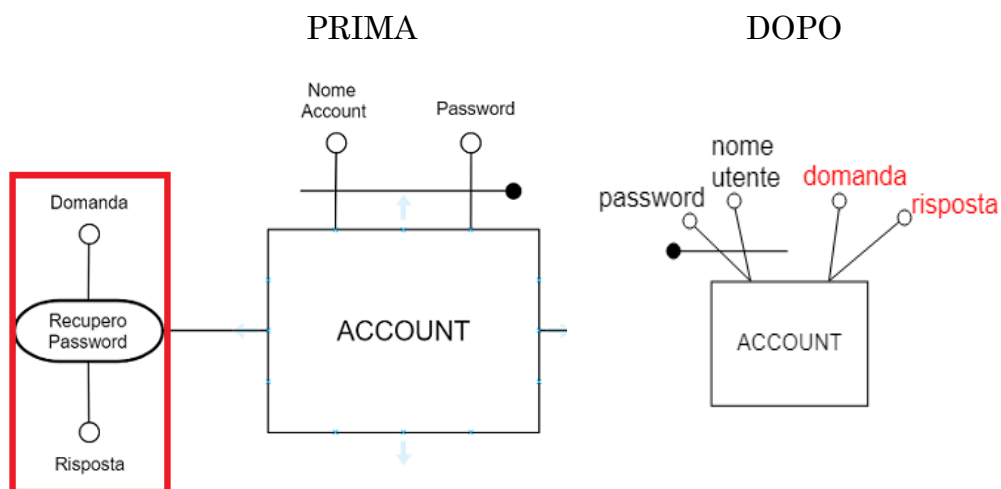 PRIMA
Nome
Account
Password
Domanda
Recupero
Password
Risposta
ACCOUNT
DOPO
nome
utente
password
domanda
risposta
ACCOUNT